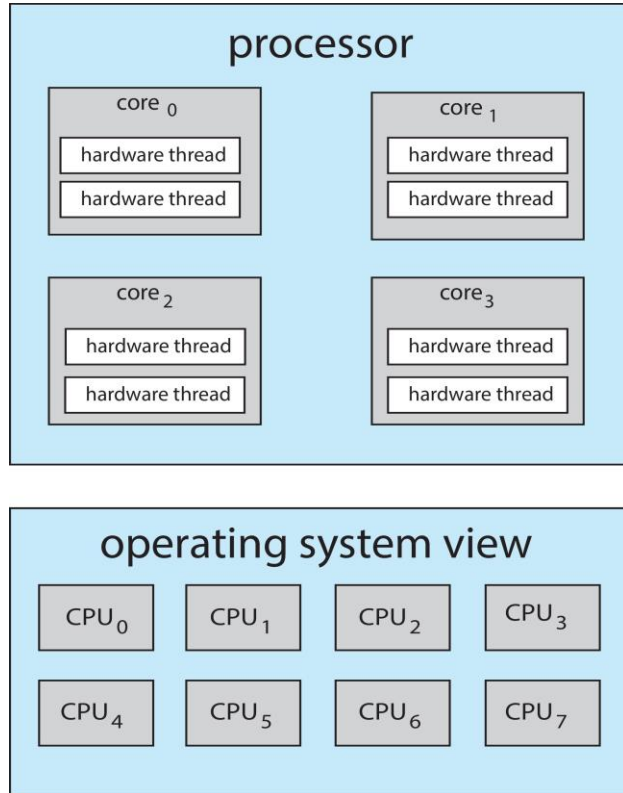 processor
core 0
core 1
hardware thread
hardware thread
hardware thread
hardware thread
core 2
core 3
hardware thread
hardware thread
hardware thread
hardware thread
operating system view
CPU0
CPU1
CPU2
CPU3
CPU4
CPU5
CPU6
CPU7